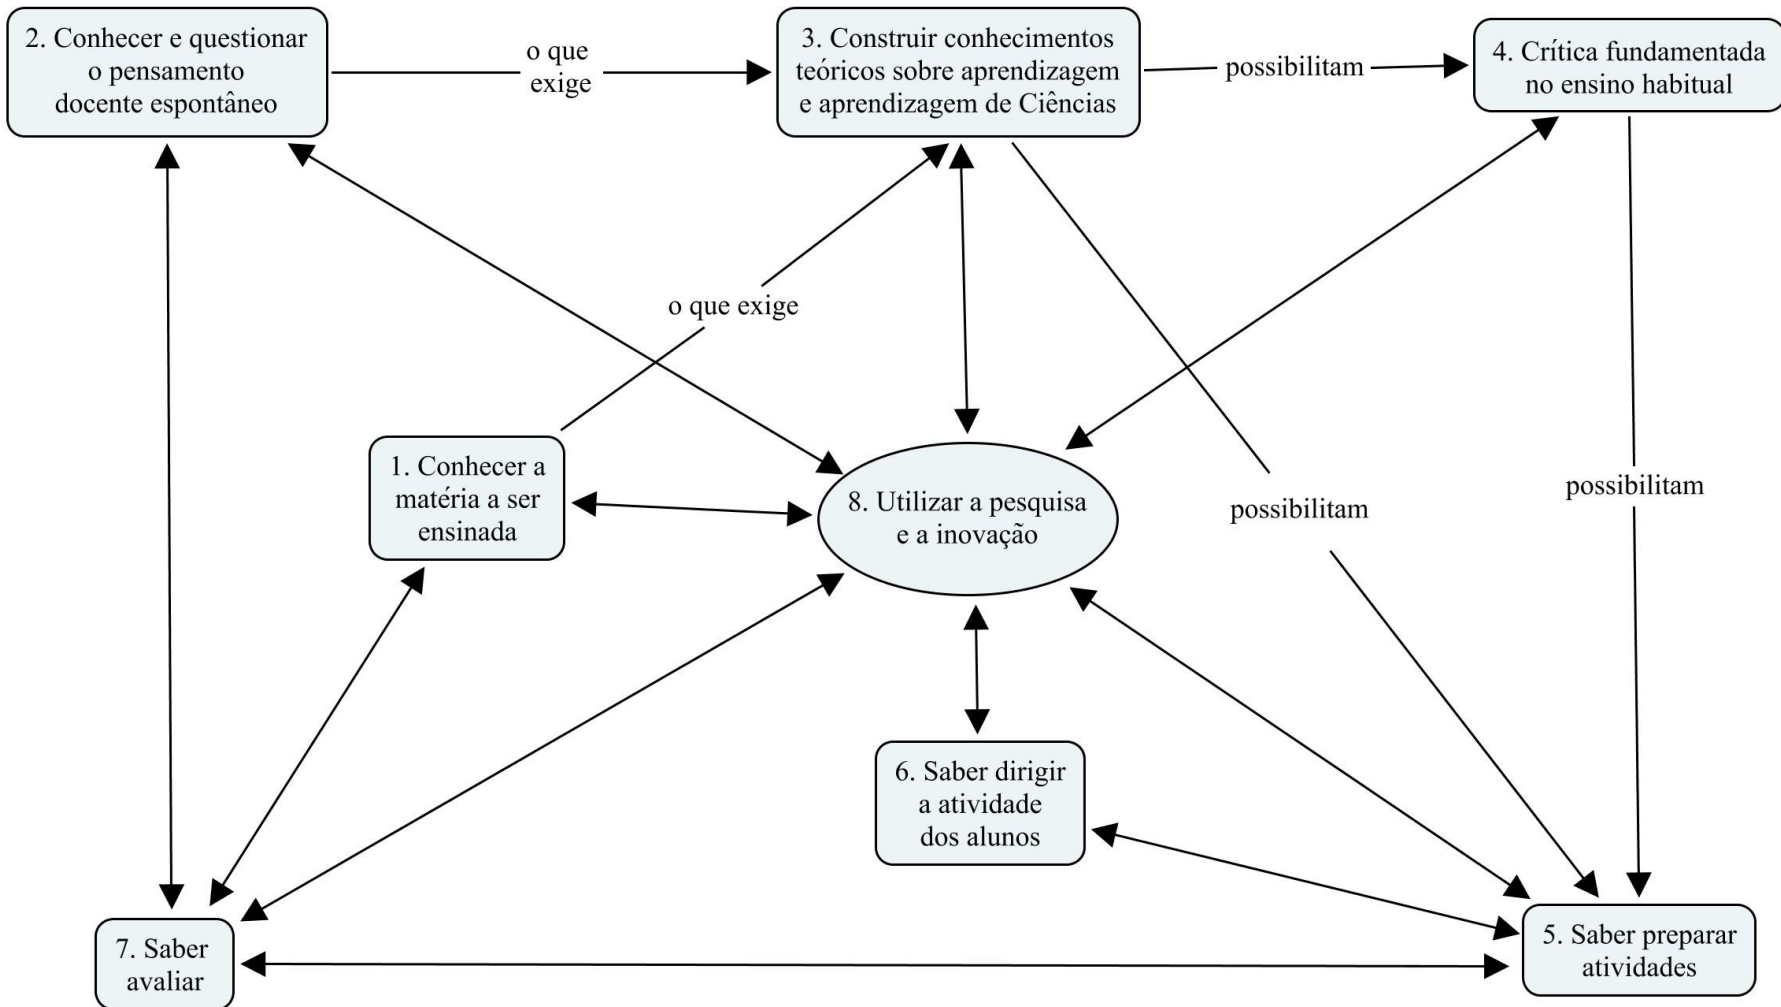 2. Conhecer e questionar
o pensamento
docente espontâneo
o que
exige
3. Construir conhecimentos
teóricos sobre aprendizagem
e aprendizagem de Ciências
possibilitam
4. Crítica fundamentada
no ensino habitual
o que exige
1. Conhecer a
matéria a ser
ensinada
8. Utilizar a pesquisa
e a inovação
possibilitam
possibilitam
6. Saber dirigir
a atividade
dos alunos
7. Saber
avaliar
5. Saber preparar
atividades